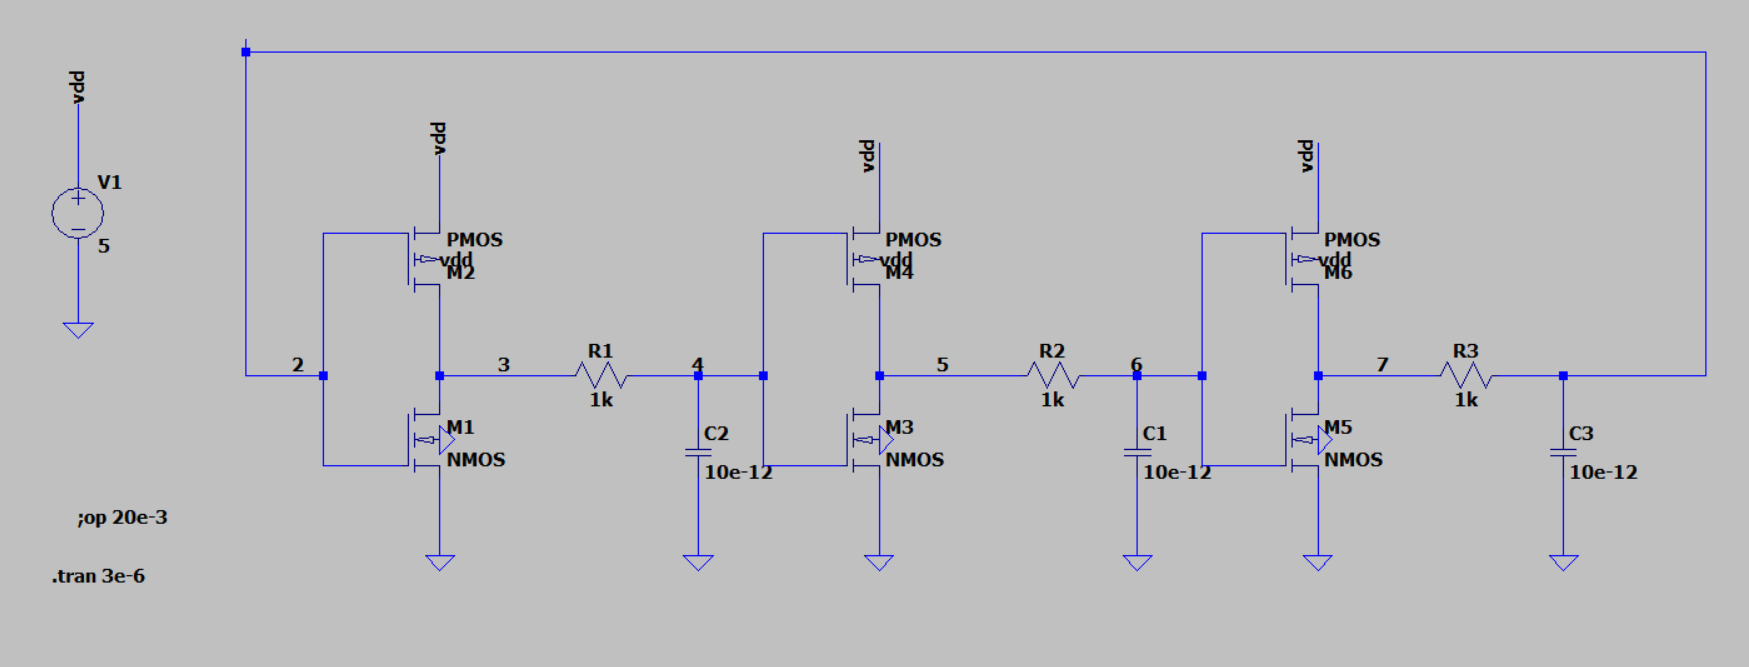 vdd
V1
5
vdd
PMOS
vdd
M2
2
3
M1
NMOS
R1
1k
4
C2
10e-12
vdd
PMOS
vdd
M4
5
M3
NMOS
R2
1k
6
C1
10e-12
vdd
PMOS
vdd
M6
7
M5
NMOS
R3
1k
C3
10e-12
;op 20e-3
.tran 3e-6